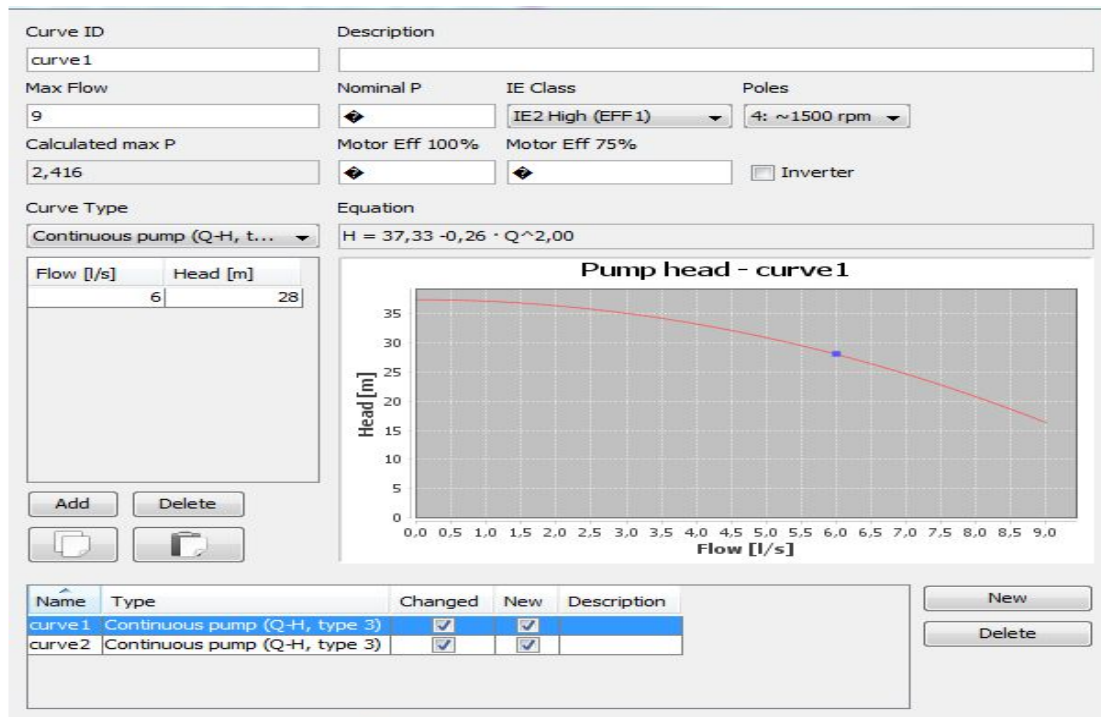 Curve ID Description
curve1
Max Flow Nominal P IE Class Poles
9 � IE2 High (EFF1) 4: ~1500 rpm
Calculated max P Motor Eff 100% Motor Eff 75%
2,416 � � Inverter
Curve Type Equation
Continuous pump (Q-H, t... H = 37,33 -0,26 · Q^2,00
Flow [l/s] Head [m]
6 28
Pump head - curve1
35
30
25
20
15
10
5
0
Head [m]
0,0 0,5 1,0 1,5 2,0 2,5 3,0 3,5 4,0 4,5 5,0 5,5 6,0 6,5 7,0 7,5 8,0 8,5 9,0
Flow [l/s]
Add Delete
Name Type Changed New Description
curve1 Continuous pump (Q-H, type 3)
curve2 Continuous pump (Q-H, type 3)
New
Delete